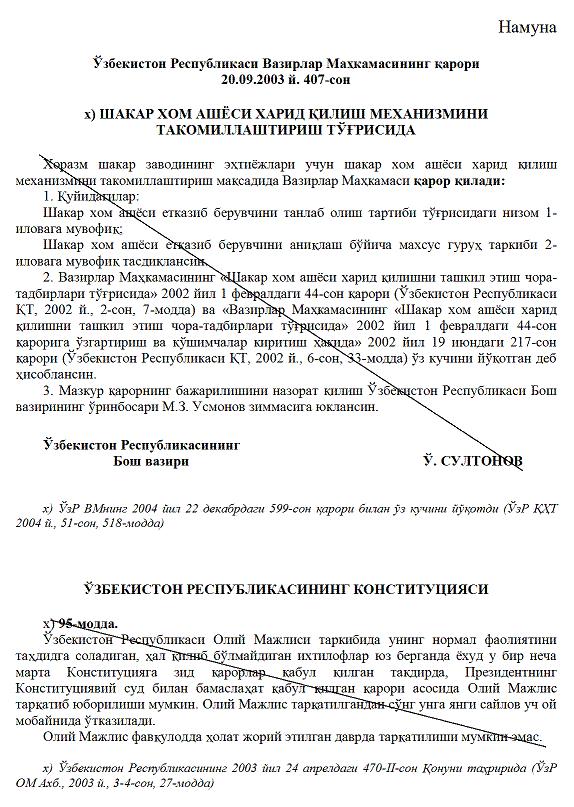 Намуна
Ўзбекистон Республикаси Вазирлар Маҳкамасининг қарори
20.09.2003 й. 407-сон
х) ШАКАР ХОМ АШЁСИ ХАРИД ҚИЛИШ МЕХАНИЗМИНИ
ТАКОМИЛЛАШТИРИШ ТЎҒРИСИДА
Хоразм шакар заводининг эҳтиёжлари учун шакар хом ашёси харид қилиш
механизмини такомиллаштириш мақсадида Вазирлар Маҳкамаси қарор қилади:
1. Қуйидагилар:
Шакар хом ашёси етказиб берувчини танлаб олиш тартиби тўғрисидаги низом 1-
иловага мувофиқ;
Шакар хом ашёси етказиб берувчини аниқлаш бўйича махсус гуруҳ таркиби 2-
иловага мувофиқ тасдиқлансин.
2. Вазирлар Маҳкамасининг «Шакар хом ашёси харид қилишни ташкил этиш чора-
тадбирлари тўғрисида» 2002 йил 1 февралдаги 44-сон қарори (Ўзбекистон Республикаси
ҚТ, 2002 й., 2-сон, 7-модда) ва «Вазирлар Маҳкамасининг «Шакар хом ашёси харид
қилишни ташкил этиш чора-тадбирлари тўғрисида» 2002 йил 1 февралдаги 44-сон
қарорига ўзгартириш ва қўшимчалар киритиш ҳақида» 2002 йил 19 июндаги 217-сон
қарори (Ўзбекистон Республикаси ҚТ, 2002 й., 6-сон, 33-модда) ўз кучини йўқотган деб
ҳисоблансин.
3. Мазкур қарорнинг бажарилишини назорат қилиш Ўзбекистон Республикаси Бош
вазирининг ўринбосари М.З. Усмонов зиммасига юклансин.
Ўзбекистон Республикасининг
Бош вазири Ў. СУЛТОНОВ
х) ЎзР ВМнинг 2004 йил 22 декабрдаги 599-сон қарори билан ўз кучини йўқотди (ЎзР ҚҲТ
2004 й., 51-сон, 518-модда)
ЎЗБЕКИСТОН РЕСПУБЛИКАСИНИНГ КОНСТИТУЦИЯСИ
х) 95-модда.
Ўзбекистон Республикаси Олий Мажлиси таркибида унинг нормал фаолиятини
таҳдидга соладиган, ҳал қилиб бўлмайдиган ихтилофлар юз берганда ёхуд у бир неча
марта Конституцияга зид қарорлар қабул қилган тақдирда, Президентнинг
Конституциявий суд билан бамаслаҳат қабул қилган қарори асосида Олий Мажлис
тарқатиб юборилиши мумкин. Олий Мажлис тарқатилгандан сўнг унга янги сайлов уч ой
мобайнида ўтказилади.
Олий Мажлис фавқулодда ҳолат жорий этилган даврда тарқатилиши мумкин эмас.
х) Ўзбекистон Республикасининг 2003 йил 24 апрелдаги 470-II-сон Қонуни таҳририда (ЎзР
ОМ Ахб., 2003 й., 3-4-сон, 27-модда)